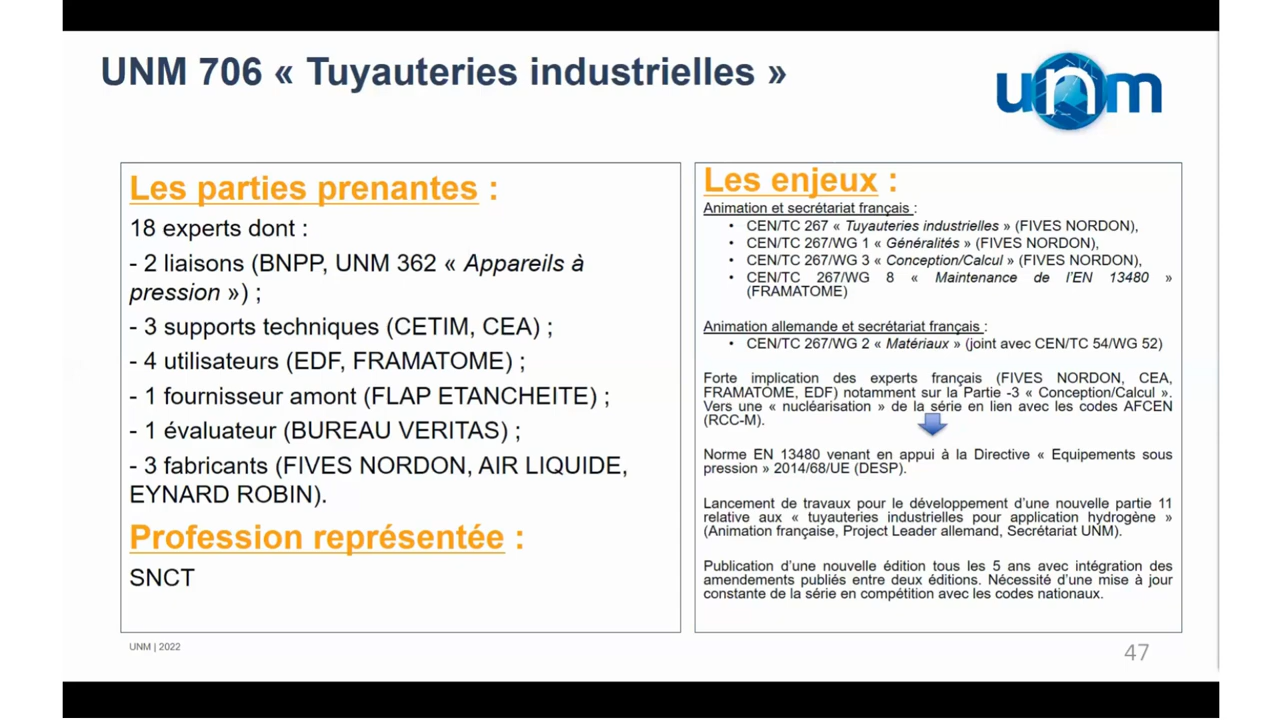 UNM 706 « Tuyauteries industrielles »
unm
Les parties prenantes :
18 experts dont :
- 2 liaisons (BNPP, UNM 362 « Appareils à
pression ») ;
- 3 supports techniques (CETIM, CEA) ;
- 4 utilisateurs (EDF, FRAMATOME) ;
- 1 fournisseur amont (FLAP ETANCHEITE) ;
- 1 évaluateur (BUREAU VERITAS) ;
- 3 fabricants (FIVES NORDON, AIR LIQUIDE,
EYNARD ROBIN).
Profession représentée :
SNCT
Les enjeux :
Animation et secrétariat français :
• CEN/TC 267 « Tuyauteries industrielles » (FIVES NORDON),
• CEN/TC 267/WG 1 « Généralités » (FIVES NORDON),
• CEN/TC 267/WG 3 « Conception/Calcul » (FIVES NORDON),
• CEN/TC 267/WG 8 « Maintenance de l’EN 13480 »
(FRAMATOME)
Animation allemande et secrétariat français :
• CEN/TC 267/WG 2 « Matériaux » (joint avec CEN/TC 54/WG 52)
Forte implication des experts français (FIVES NORDON, CEA,
FRAMATOME, EDF) notamment sur la Partie -3 « Conception/Calcul ».
Vers une « nucléarisation » de la série en lien avec les codes AFCEN
(RCC-M).
Norme EN 13480 venant en appui à la Directive « Equipements sous
pression » 2014/68/UE (DESP).
Lancement de travaux pour le développement d’une nouvelle partie 11
relative aux « tuyauteries industrielles pour application hydrogène »
(Animation française, Project Leader allemand, Secrétariat UNM).
Publication d’une nouvelle édition tous les 5 ans avec intégration des
amendements publiés entre deux éditions. Nécessité d’une mise à jour
constante de la série en compétition avec les codes nationaux.
UNM | 2022
47